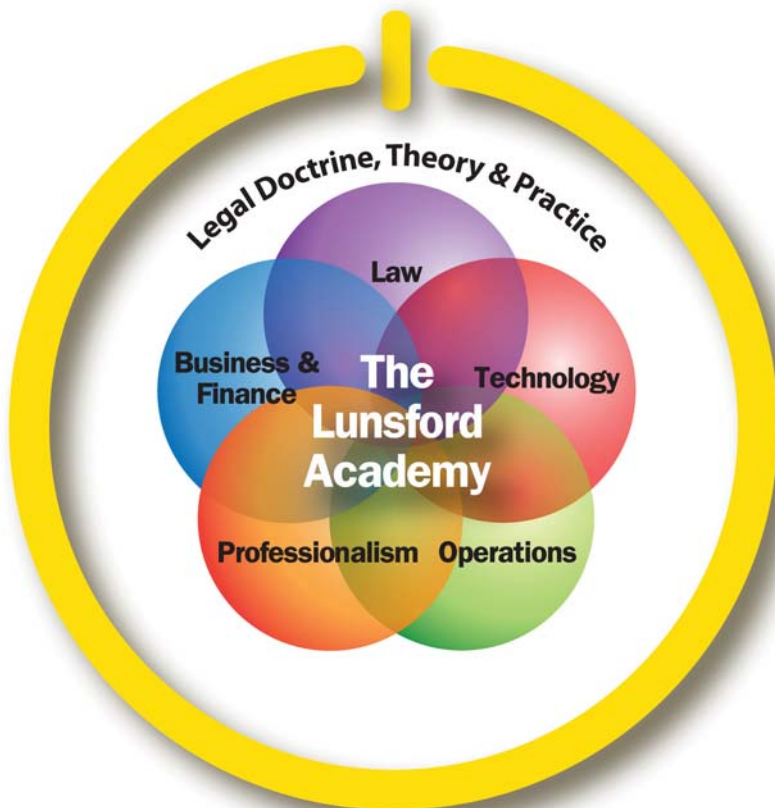 Legal Doctrine, Theory & Practice
Law
Business &
Finance
Technology
The
Lunsford
Academy
Professionalism
Operations